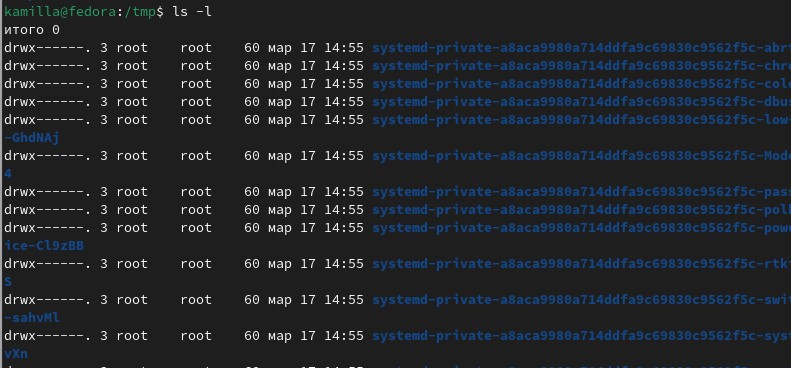 kamilla@fedora:/tmp$ ls -l
итого 0
drwx------. 3 root    root    60 мар 17 14:55 systemd-private-a8aca9980a714ddfa9c69830c9562f5c-abr
drwx------. 3 root    root    60 мар 17 14:55 systemd-private-a8aca9980a714ddfa9c69830c9562f5c-chr
drwx------. 3 root    root    60 мар 17 14:55 systemd-private-a8aca9980a714ddfa9c69830c9562f5c-colo
drwx------. 3 root    root    60 мар 17 14:55 systemd-private-a8aca9980a714ddfa9c69830c9562f5c-dbus
drwx------. 3 root    root    60 мар 17 14:55 systemd-private-a8aca9980a714ddfa9c69830c9562f5c-low-
-GhdNAj
drwx------. 3 root    root    60 мар 17 14:55 systemd-private-a8aca9980a714ddfa9c69830c9562f5c-Mode
4
drwx------. 3 root    root    60 мар 17 14:55 systemd-private-a8aca9980a714ddfa9c69830c9562f5c-pass
drwx------. 3 root    root    60 мар 17 14:55 systemd-private-a8aca9980a714ddfa9c69830c9562f5c-polk
drwx------. 3 root    root    60 мар 17 14:55 systemd-private-a8aca9980a714ddfa9c69830c9562f5c-powe
ice-Cl9zBB
drwx------. 3 root    root    60 мар 17 14:55 systemd-private-a8aca9980a714ddfa9c69830c9562f5c-rtk
S
drwx------. 3 root    root    60 мар 17 14:55 systemd-private-a8aca9980a714ddfa9c69830c9562f5c-swi
-sahvMl
drwx------. 3 root    root    60 мар 17 14:55 systemd-private-a8aca9980a714ddfa9c69830c9562f5c-sys
vXn